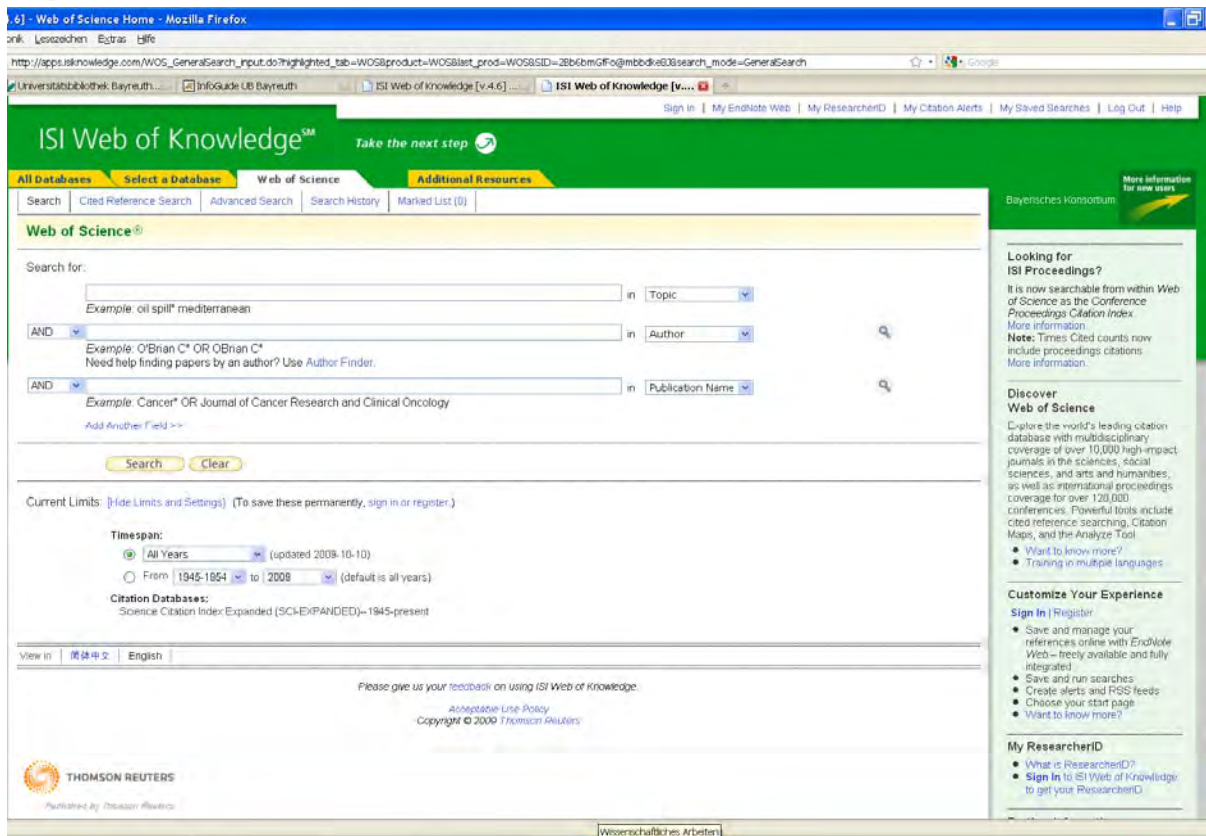 .6] - Web of Science Home - Mozilla Firefox
onik Lesezeichen Extras Hilfe
http://apps.isiknowledge.com/WOS_GeneralSearch_input.do?highlighted_tab=WOS&product=WOS&last_prod=WOS&SID=2Bb6bmGfFo@mbbdkeBJ&search_mode=GeneralSearch
Google
Universitätsbibliothek Bayreuth... InfoGuide UB Bayreuth ISI Web of Knowledge [v.4.6] ... ISI Web of Knowledge [v....
Sign In | My EndNote Web | My ResearcherID | My Citation Alerts | My Saved Searches | Log Out | Help
ISI Web of Knowledge℠ Take the next step
All Databases Select a Database Web of Science Additional Resources
Search | Cited Reference Search | Advanced Search | Search History | Marked List (0)
Web of Science®
Search for:
in Topic
Example: oil spill* mediterranean
AND in Author
Example: O'Brian C* OR OBrian C*
Need help finding papers by an author? Use Author Finder.
AND in Publication Name
Example: Cancer* OR Journal of Cancer Research and Clinical Oncology
Add Another Field >>
Search Clear
Current Limits: [Hide Limits and Settings] (To save these permanently, sign in or register.)
Timespan:
All Years (updated 2009-10-10)
From 1945-1954 to 2009 (default is all years)
Citation Databases:
Science Citation Index Expanded (SCI-EXPANDED)--1945-present
View in | 简体中文 | English
Please give us your feedback on using ISI Web of Knowledge.
Acceptable Use Policy
Copyright © 2009 Thomson Reuters
THOMSON REUTERS
Published by Thomson Reuters
More information
for new users
Bayerisches Konsortium
Looking for
ISI Proceedings?
It is now searchable from within Web
of Science as the Conference
Proceedings Citation Index.
More information.
Note: Times Cited counts now
include proceedings citations.
More information.
Discover
Web of Science
Explore the world's leading citation
database with multidisciplinary
coverage of over 10,000 high-impact
journals in the sciences, social
sciences, and arts and humanities,
as well as international proceedings
coverage for over 120,000
conferences. Powerful tools include
cited reference searching, Citation
Maps, and the Analyze Tool.
Want to know more?
Training in multiple languages
Customize Your Experience
Sign In | Register
Save and manage your
references online with EndNote
Web – freely available and fully
integrated
Save and run searches
Create alerts and RSS feeds
Choose your start page
Want to know more?
My ResearcherID
What is ResearcherID?
Sign In to ISI Web of Knowledge
to get your ResearcherID
Wissenschaftliches Arbeiten